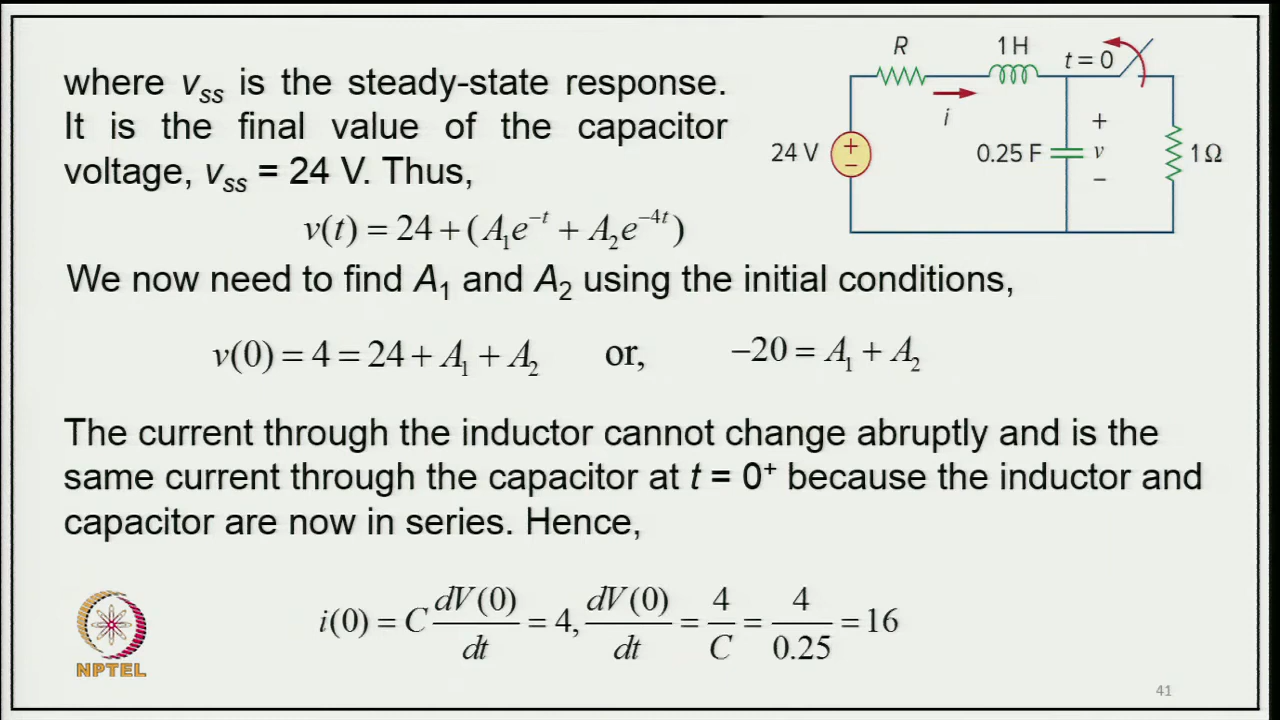 where v_ss is the steady-state response.
It is the final value of the capacitor
voltage, v_ss = 24 V. Thus,
v(t) = 24 + (A_1e^{−t} + A_2e^{−4t})
We now need to find A_1 and A_2 using the initial conditions,
v(0) = 4 = 24 + A_1 + A_2 or, −20 = A_1 + A_2
The current through the inductor cannot change abruptly and is the
same current through the capacitor at t = 0^+ because the inductor and
capacitor are now in series. Hence,
i(0) = C dV(0)/dt = 4, dV(0)/dt = 4/C = 4/0.25 = 16
R
1 H
t = 0
i
24 V
+
−
0.25 F
+
v
−
1 Ω
NPTEL
41